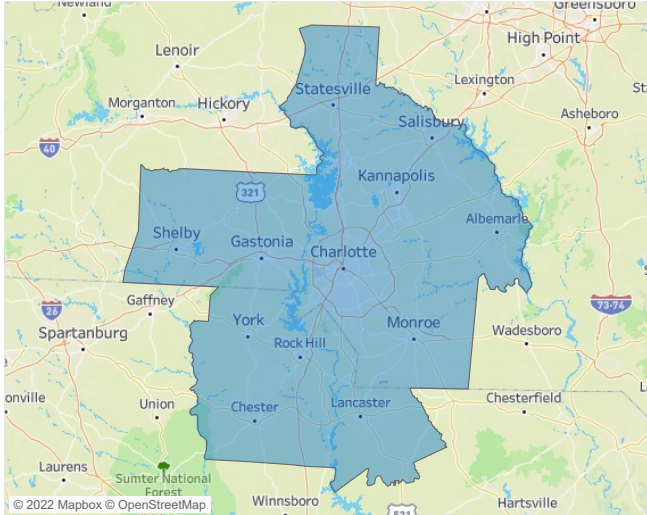 Newland
Greensboro
High Point
Lenoir
Lexington
Statesville
Morganton
Hickory
Salisbury
Asheboro
40
Kannapolis
321
Albemarle
Shelby
Gastonia
Charlotte
26
Gaffney
73-74
York
Monroe
Spartanburg
Wadesboro
Rock Hill
onville
Union
Chester
Lancaster
Chesterfield
Laurens
Sumter National
Forest
Winnsboro
Hartsville
521
© 2022 Mapbox © OpenStreetMap